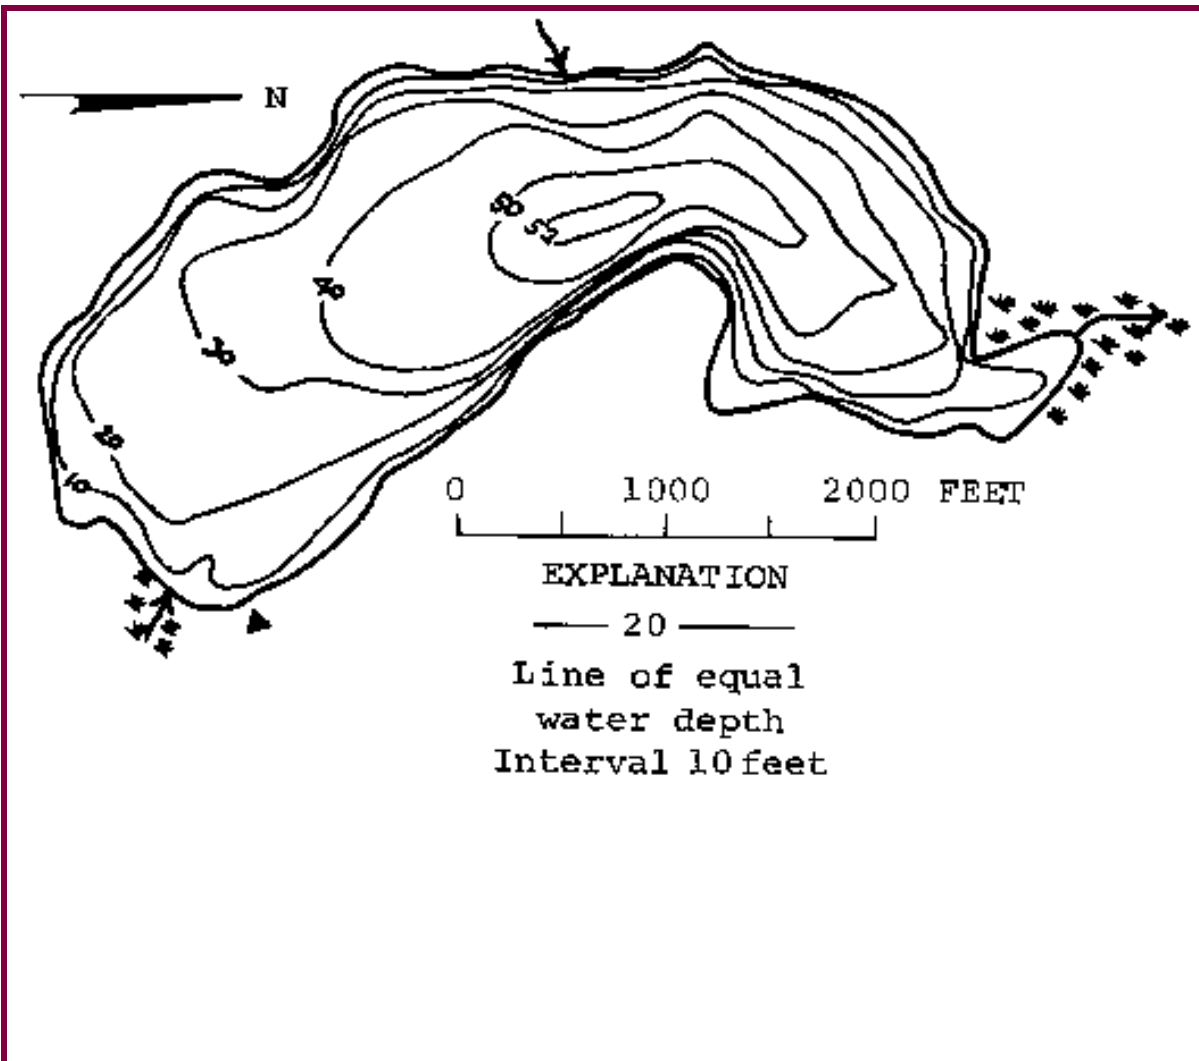 N
50
52
40
30
20
10
0 1000 2000 FEET
EXPLANATION
20
Line of equal
water depth
Interval 10 feet